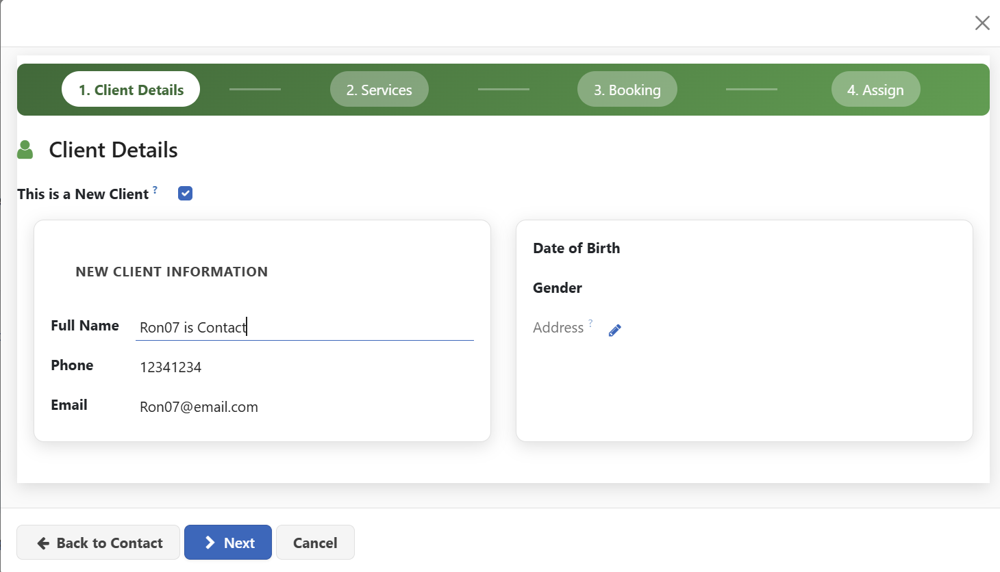 1. Client Details
2. Services
3. Booking
4. Assign
Client Details
This is a New Client ?
NEW CLIENT INFORMATION
Full Name Ron07 is Contact
Phone 12341234
Email Ron07@email.com
Date of Birth
Gender
Address ?
Back to Contact
Next
Cancel